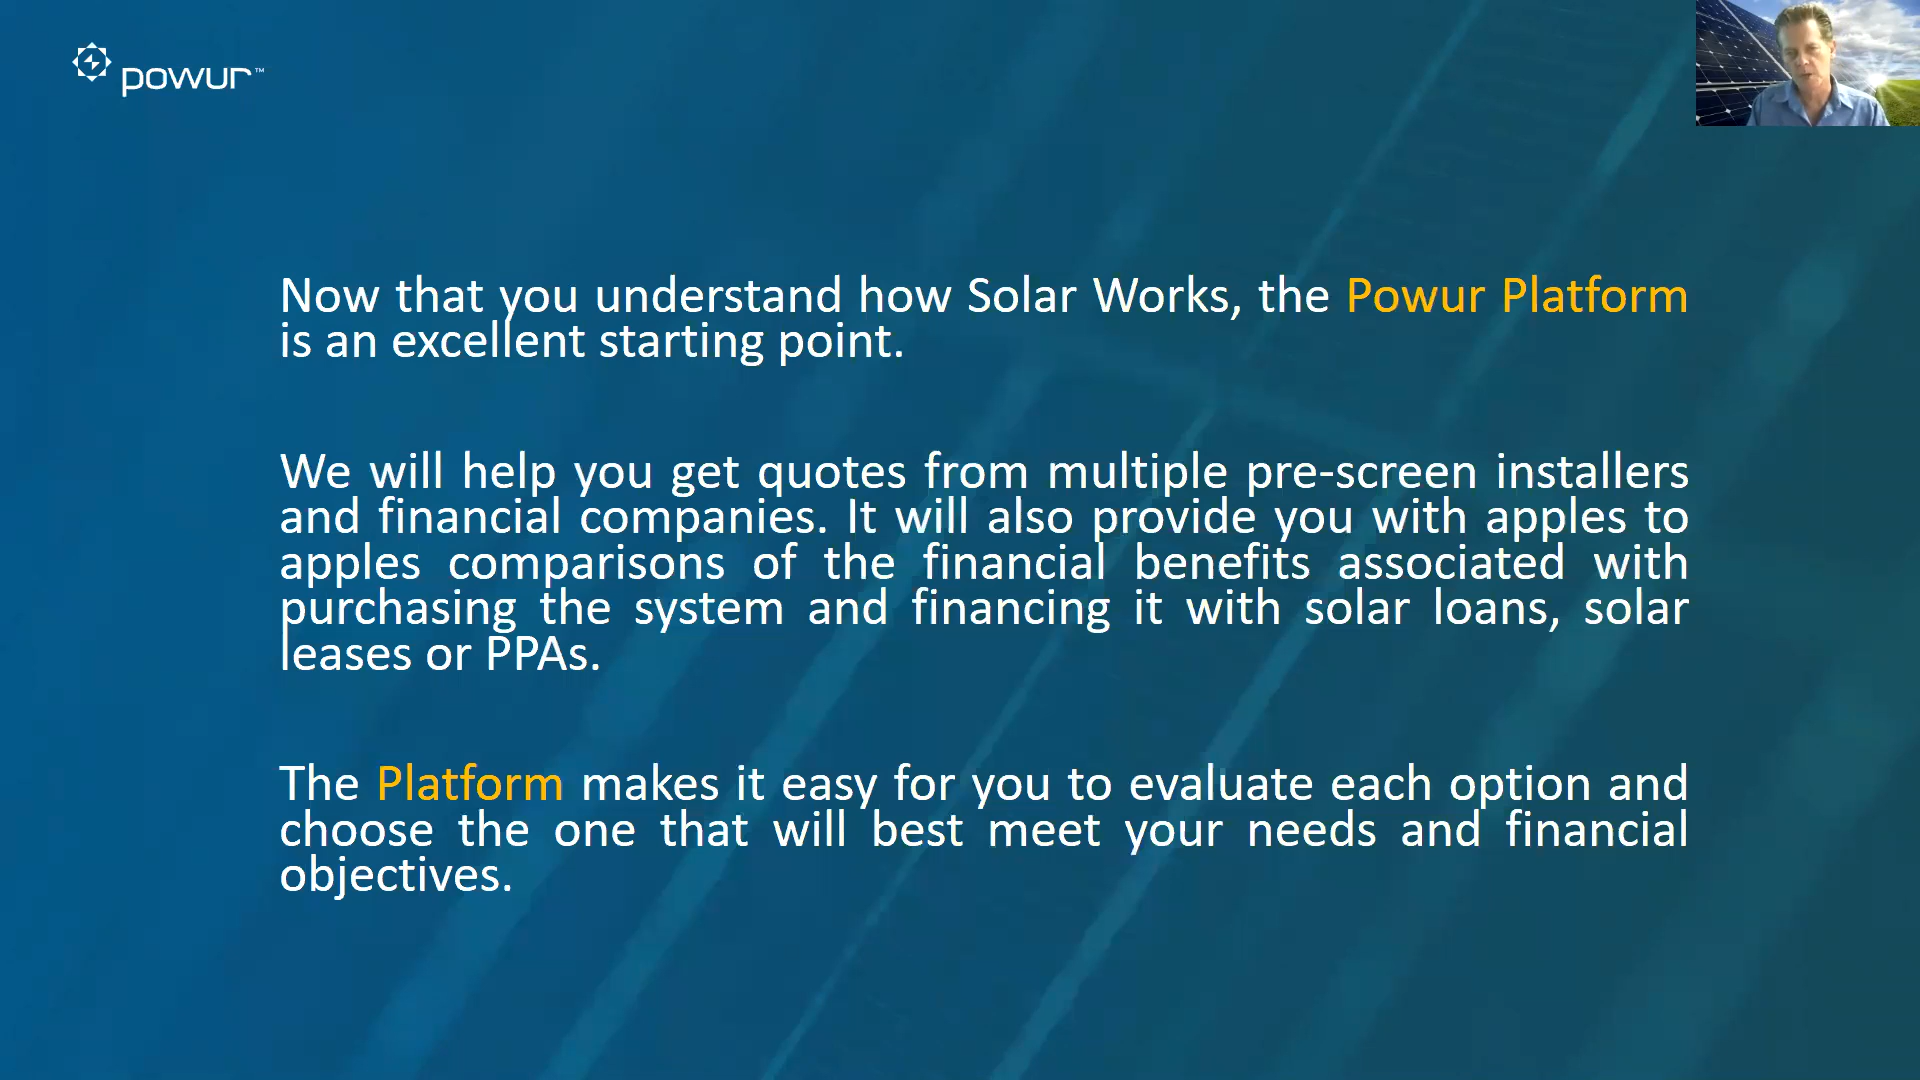 powur™
Now that you understand how Solar Works, the Powur Platform
is an excellent starting point.
We will help you get quotes from multiple pre-screen installers
and financial companies. It will also provide you with apples to
apples comparisons of the financial benefits associated with
purchasing the system and financing it with solar loans, solar
leases or PPAs.
The Platform makes it easy for you to evaluate each option and
choose the one that will best meet your needs and financial
objectives.